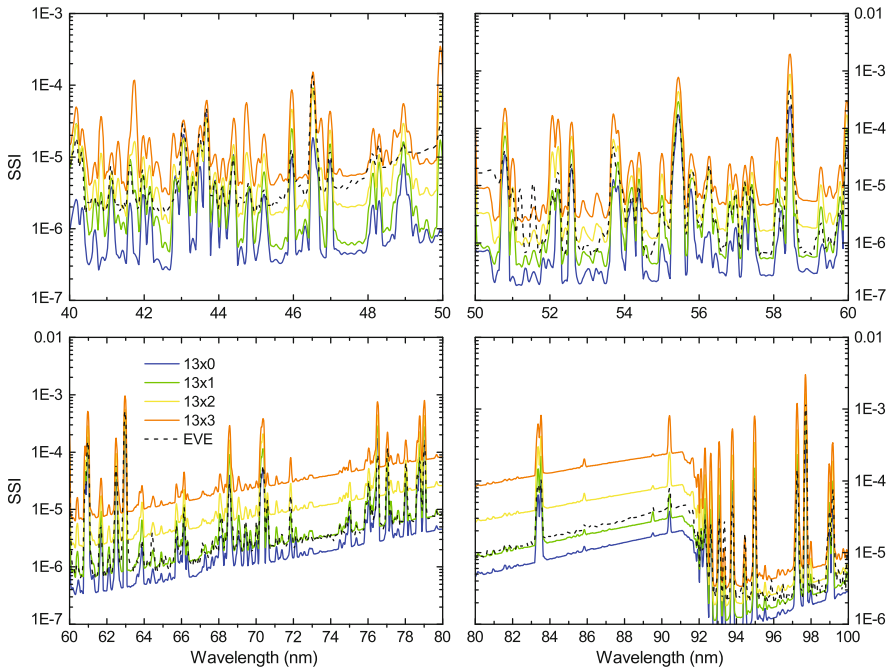 1E-3
1E-4
1E-5
1E-6
1E-7
SSI
40 42 44 46 48 50
0.01
1E-3
1E-4
1E-5
1E-6
1E-7
50 52 54 56 58 60
0.01
1E-3
1E-4
1E-5
1E-6
1E-7
SSI
13x0
13x1
13x2
13x3
EVE
60 62 64 66 68 70 72 74 76 78 80
Wavelength (nm)
0.01
1E-3
1E-4
1E-5
1E-6
80 82 84 86 88 90 92 94 96 98 100
Wavelength (nm)